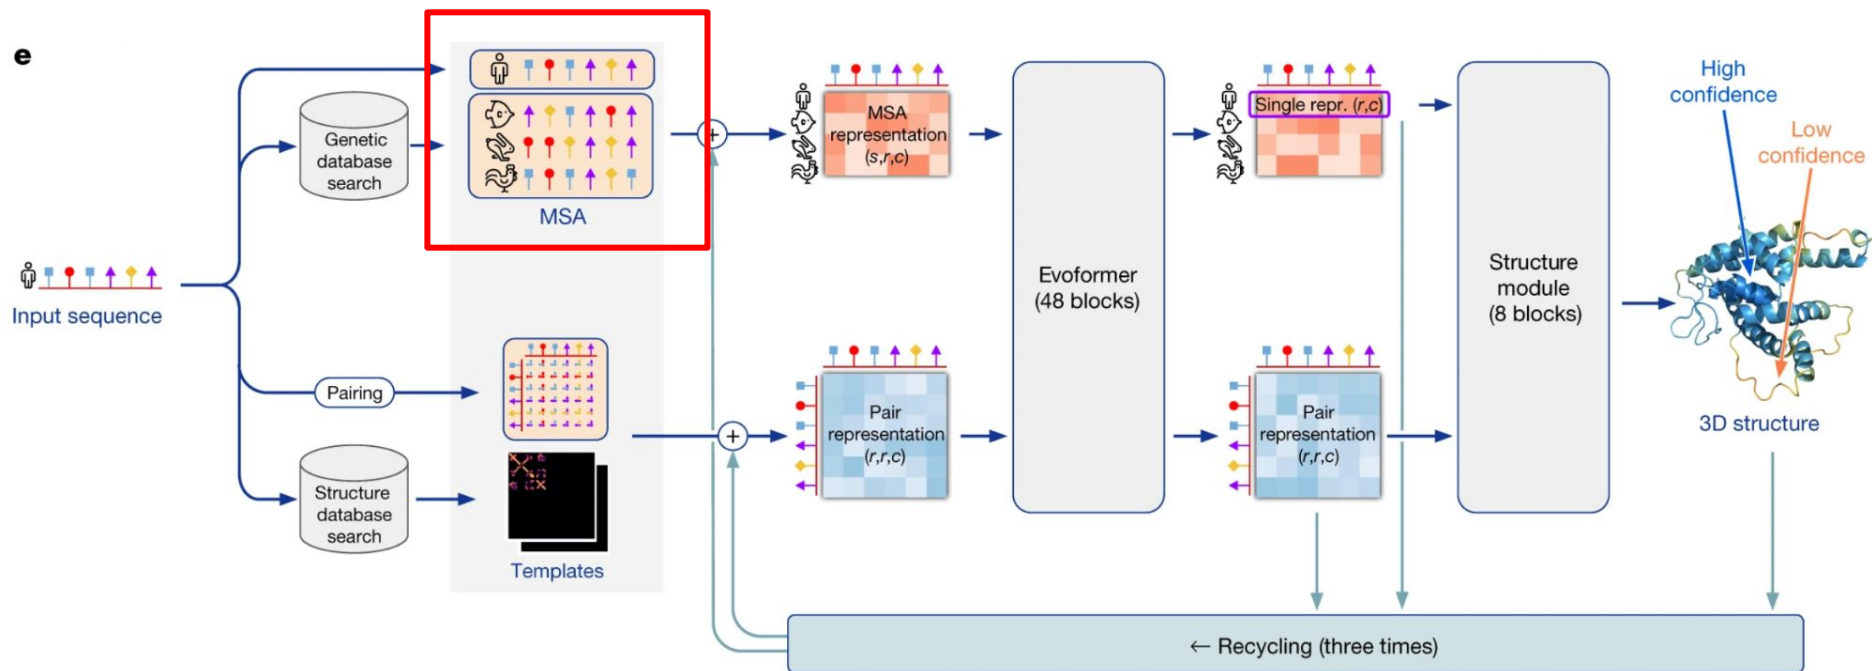 e
Genetic
database
search
MSA
MSA
representation
(s,r,c)
Single repr. (r,c)
High
confidence
Low
confidence
Input sequence
Evoformer
(48 blocks)
Structure
module
(8 blocks)
Pairing
Pair
representation
(r,r,c)
Pair
representation
(r,r,c)
3D structure
Structure
database
search
Templates
← Recycling (three times)